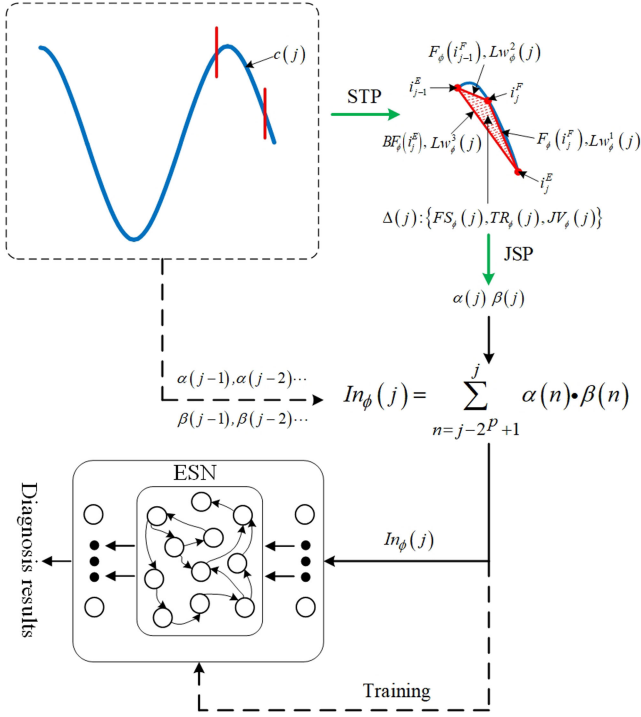 c(j)
STP
F_ϕ(i^F_{j-1}), Lw^2_ϕ(j)
i^E_{j-1}
i^F_j
BF_ϕ(i^E_j), Lw^3_ϕ(j)
F_ϕ(i^F_j), Lw^1_ϕ(j)
i^E_j
Δ(j):{FS_ϕ(j),TR_ϕ(j),JV_ϕ(j)}
JSP
α(j) β(j)
α(j−1),α(j−2)⋯
β(j−1),β(j−2)⋯
In_ϕ(j)= ∑^{j}_{n=j-2^p+1} α(n)•β(n)
ESN
In_ϕ(j)
Diagnosis results
Training